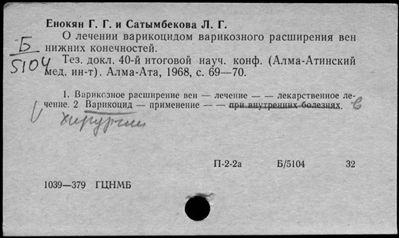 Енокян Г. Г. и Сатымбекова Л. Г.
О лечении варикоцидом варикозного расширения вен
нижних конечностей.
Б
5104
Тез. докл. 40-й итоговой науч. конф. (Алма-Атинский
мед. ин-т). Алма-Ата, 1968, с. 69—70.
1. Варикозное расширение вен — лечение — — лекарственное ле-
чение. 2 Варикоцид — применение — — при внутренних болезнях. в
V хирургии
П-2-2а Б/5104 32
1039—379 ГЦНМБ